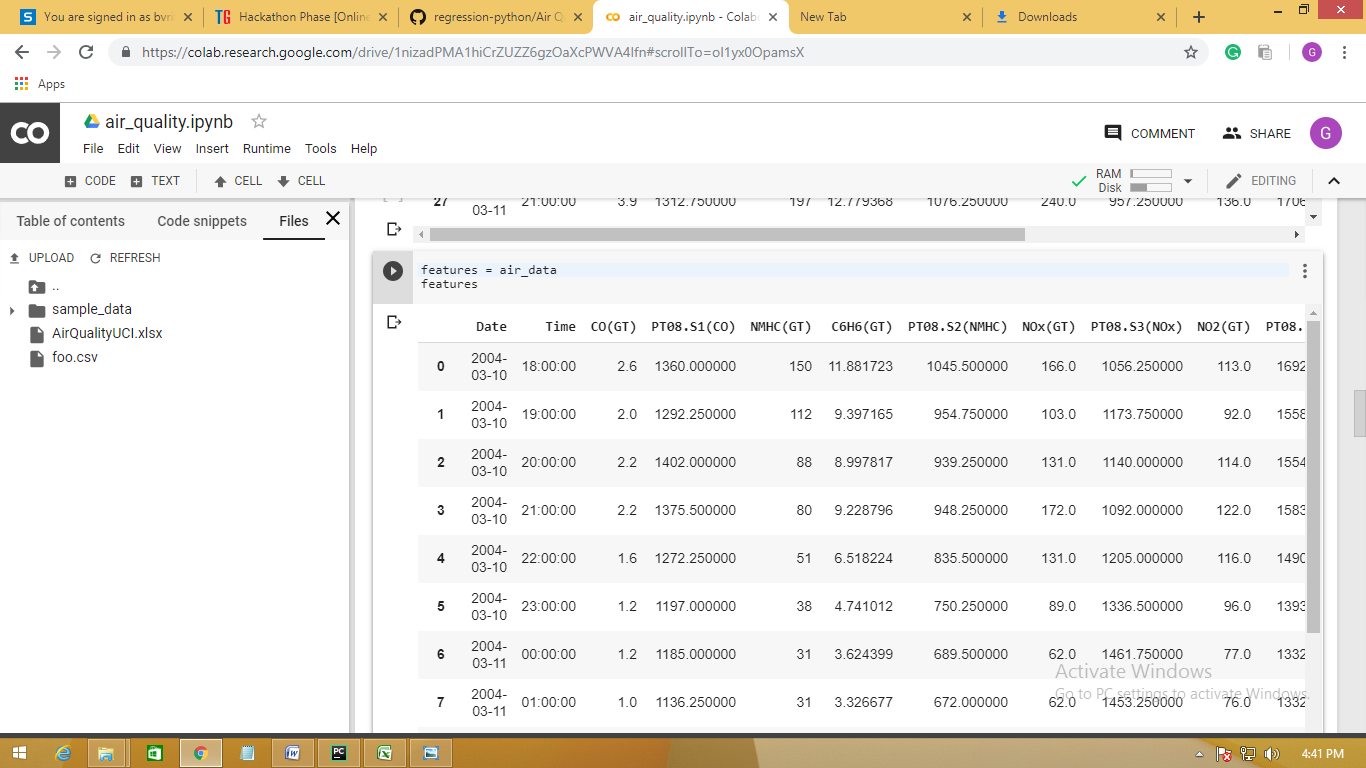 You are signed in as bvr
Hackathon Phase [Online
regression-python/Air Q
air_quality.ipynb - Colab
New Tab
Downloads
https://colab.research.google.com/drive/1nizadPMA1hiCrZUZZ6gzOaXcPWVA4lfn#scrollTo=oI1yx0OpamsX
G
Apps
CO air_quality.ipynb
File Edit View Insert Runtime Tools Help
COMMENT SHARE G
CODE TEXT CELL CELL
RAM
Disk
EDITING
Table of contents Code snippets Files
UPLOAD REFRESH
..
sample_data
AirQualityUCI.xlsx
foo.csv
27 03-11 21:00:00 3.9 1312.750000 197 12.779368 1076.250000 240.0 957.250000 136.0 1706
features = air_data
features
Date Time CO(GT) PT08.S1(CO) NMHC(GT) C6H6(GT) PT08.S2(NMHC) NOx(GT) PT08.S3(NOx) NO2(GT) PT08.
0 2004-03-10 18:00:00 2.6 1360.000000 150 11.881723 1045.500000 166.0 1056.250000 113.0 1692
1 2004-03-10 19:00:00 2.0 1292.250000 112 9.397165 954.750000 103.0 1173.750000 92.0 1558
2 2004-03-10 20:00:00 2.2 1402.000000 88 8.997817 939.250000 131.0 1140.000000 114.0 1554
3 2004-03-10 21:00:00 2.2 1375.500000 80 9.228796 948.250000 172.0 1092.000000 122.0 1583
4 2004-03-10 22:00:00 1.6 1272.250000 51 6.518224 835.500000 131.0 1205.000000 116.0 1490
5 2004-03-10 23:00:00 1.2 1197.000000 38 4.741012 750.250000 89.0 1336.500000 96.0 1393
6 2004-03-11 00:00:00 1.2 1185.000000 31 3.624399 689.500000 62.0 1461.750000 77.0 1332
7 2004-03-11 01:00:00 1.0 1136.250000 31 3.326677 672.000000 62.0 1453.250000 76.0 1332
Activate Windows
Go to PC settings to activate Windows.
4:41 PM